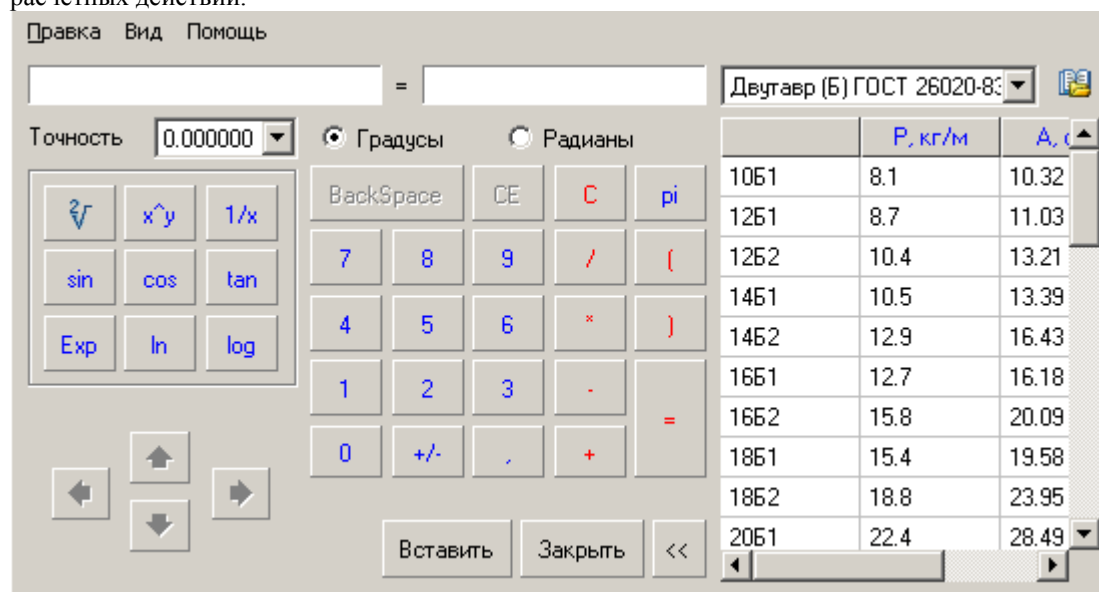 расчетных действий.
Правка Вид Помощь
= Двутавр (Б) ГОСТ 26020-83
Точность 0.000000 Градусы Радианы
P, кг/м A,
BackSpace CE C pi
2√ x^y 1/x
7 8 9 / (
sin cos tan
4 5 6 * )
Exp ln log
1 2 3 - =
0 +/- , +
Вставить Закрыть <<
10Б1 8.1 10.32
12Б1 8.7 11.03
12Б2 10.4 13.21
14Б1 10.5 13.39
14Б2 12.9 16.43
16Б1 12.7 16.18
16Б2 15.8 20.09
18Б1 15.4 19.58
18Б2 18.8 23.95
20Б1 22.4 28.49